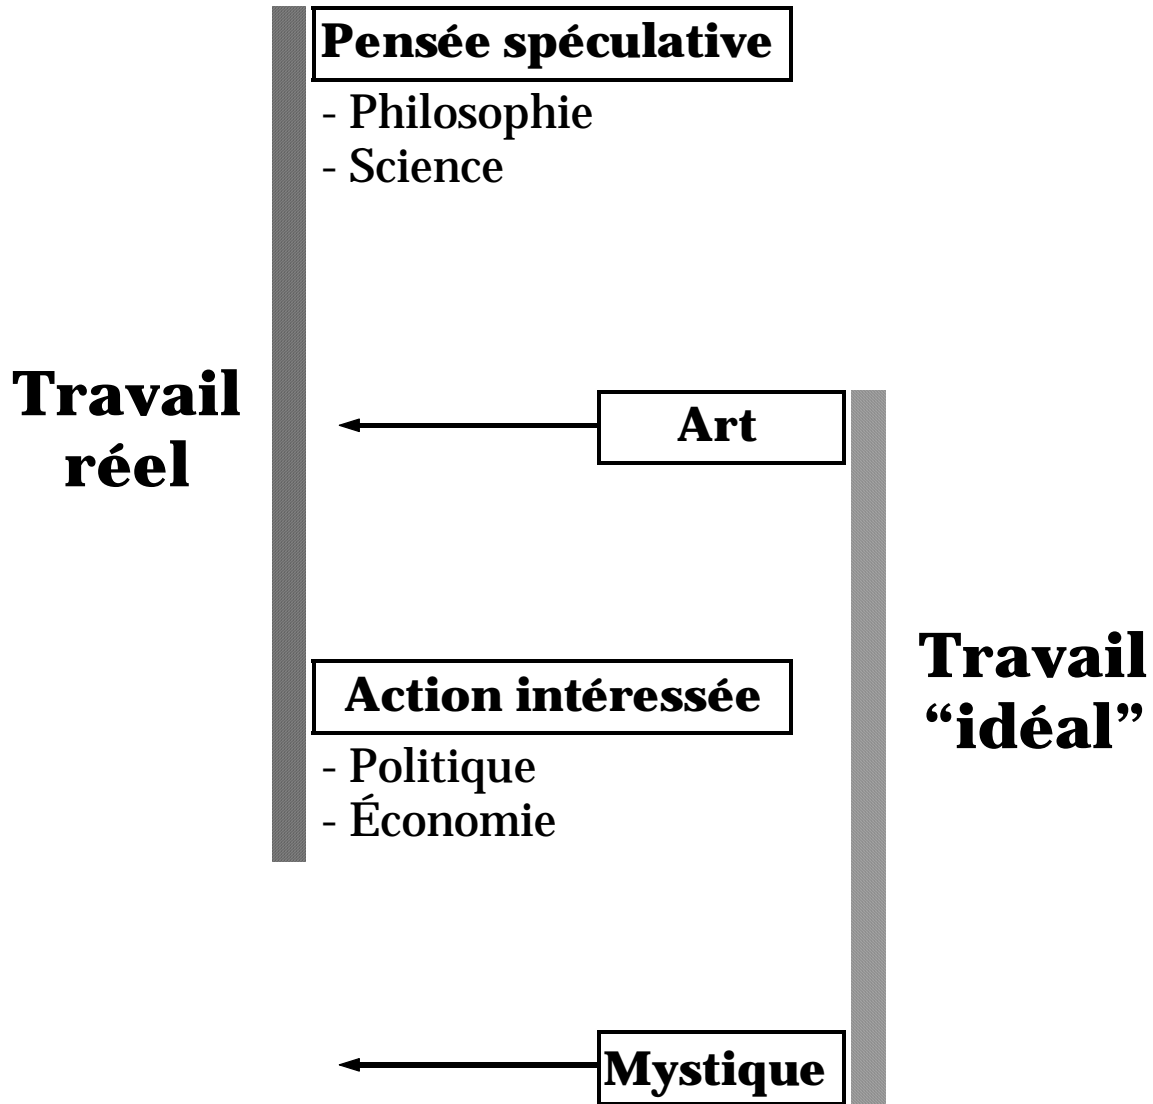 Pensée spéculative
- Philosophie
- Science
Travail
réel
Art
Action intéressée
- Politique
- Économie
Travail
“idéal”
Mystique